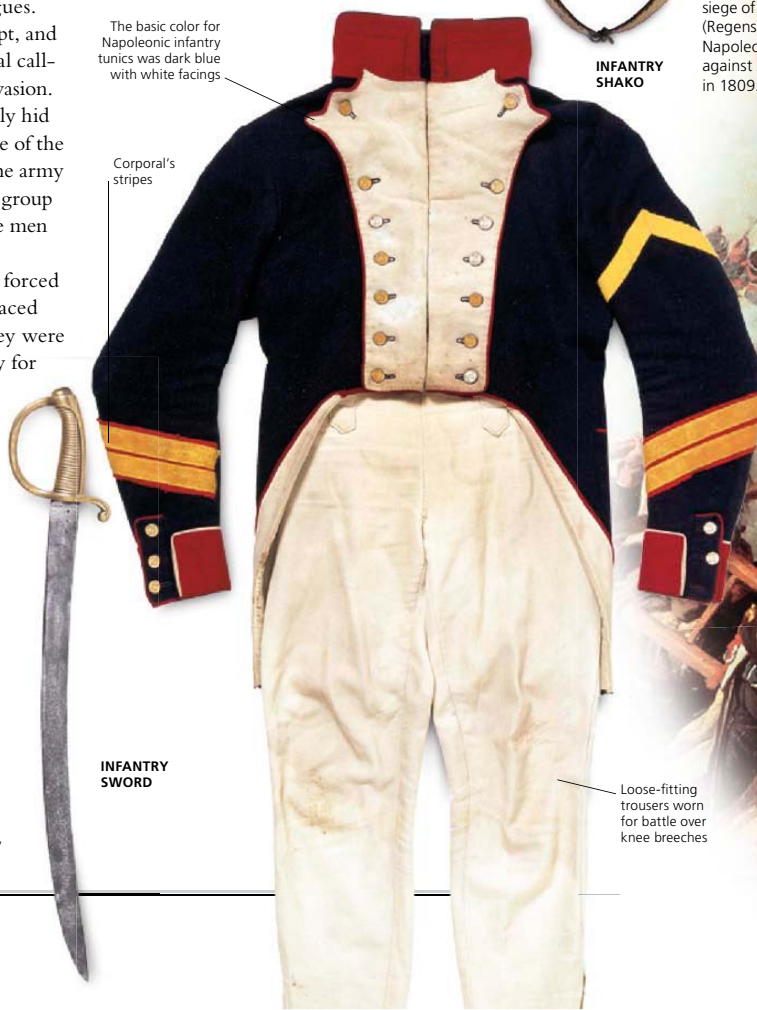 gues.
pt, and
al call-
vasion.
ly hid
e of the
ne army
group
e men
forced
aced
ey were
y for
The basic color for
Napoleonic infantry
tunics was dark blue
with white facings
Corporal's
stripes
INFANTRY
SHAKO
siege of
(Regens
Napoleo
against
in 1809.
INFANTRY
SWORD
Loose-fitting
trousers worn
for battle over
knee breeches